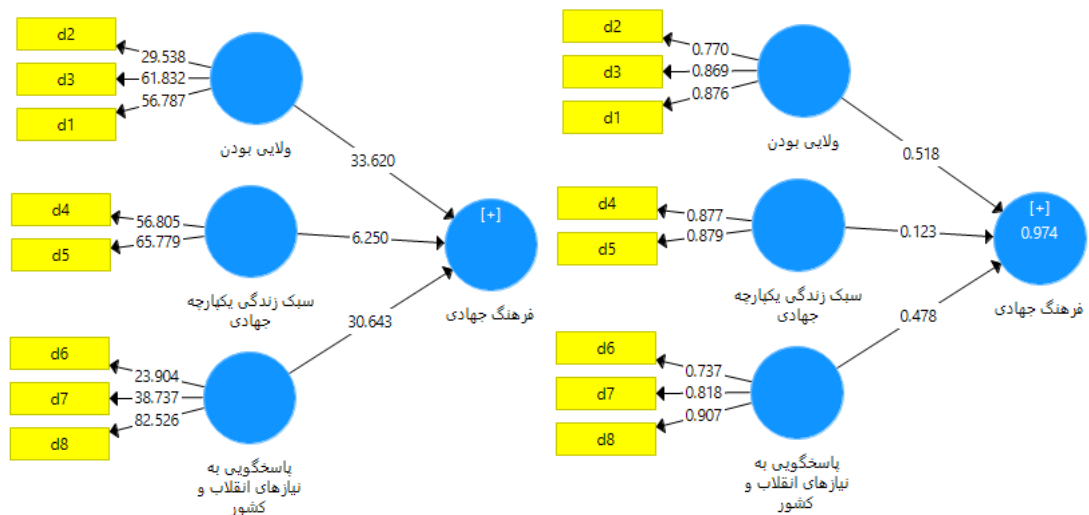 d2
d3
d1
29.538
61.832
56.787
ولایی بودن
33.620
d4
d5
56.805
65.779
سبک زندگی یکپارچه
جهادی
6.250
[+]
فرهنگ جهادی
d6
d7
d8
23.904
38.737
82.526
پاسخگویی به
نیازهای انقلاب و
کشور
30.643
d2
d3
d1
0.770
0.869
0.876
ولایی بودن
0.518
d4
d5
0.877
0.879
سبک زندگی یکپارچه
جهادی
0.123
[+]
0.974
فرهنگ جهادی
d6
d7
d8
0.737
0.818
0.907
پاسخگویی به
نیازهای انقلاب و
کشور
0.478